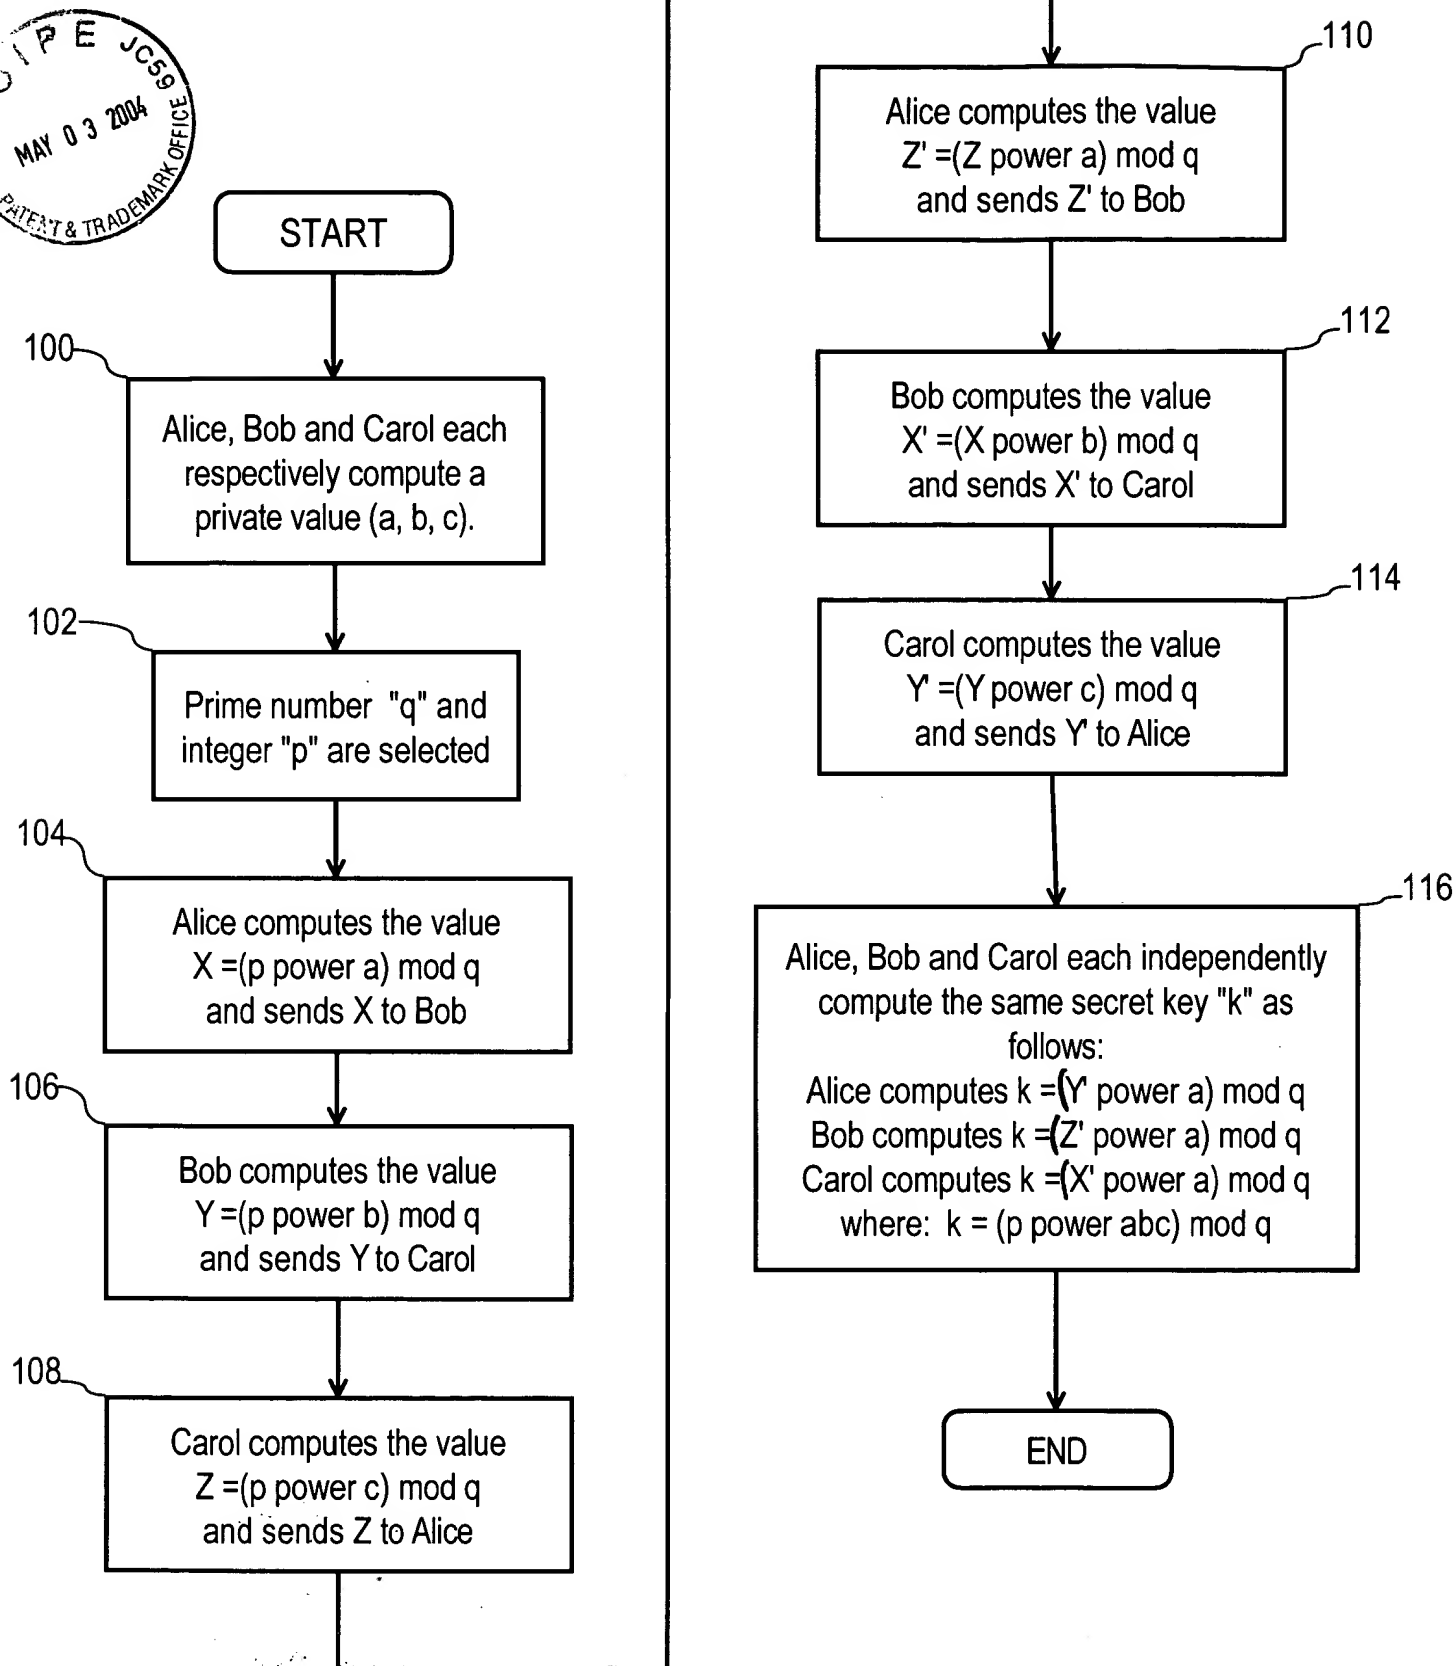 OIPE JC59
MAY 03 2004
PATENT & TRADEMARK OFFICE
START
100
Alice, Bob and Carol each
respectively compute a
private value (a, b, c).
102
Prime number "q" and
integer "p" are selected
104
Alice computes the value
X =(p power a) mod q
and sends X to Bob
106
Bob computes the value
Y =(p power b) mod q
and sends Y to Carol
108
Carol computes the value
Z =(p power c) mod q
and sends Z to Alice
110
Alice computes the value
Z' =(Z power a) mod q
and sends Z' to Bob
112
Bob computes the value
X' =(X power b) mod q
and sends X' to Carol
114
Carol computes the value
Y' =(Y power c) mod q
and sends Y' to Alice
116
Alice, Bob and Carol each independently
compute the same secret key "k" as
follows:
Alice computes k =(Y' power a) mod q
Bob computes k =(Z' power a) mod q
Carol computes k =(X' power a) mod q
where: k = (p power abc) mod q
END